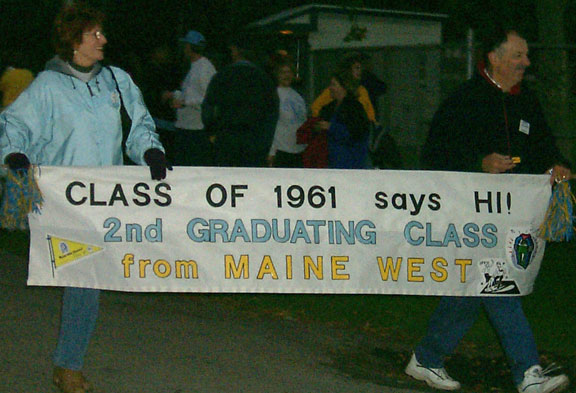 CLASS OF 1961 says HI!
2nd GRADUATING CLASS
from MAINE WEST